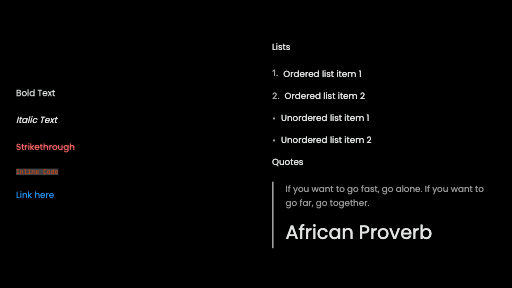 Bold Text
Italic Text
Strikethrough
Inline Code
Link here
Lists
1. Ordered list item 1
2. Ordered list item 2
• Unordered list item 1
• Unordered list item 2
Quotes
If you want to go fast, go alone. If you want to
go far, go together.
African Proverb